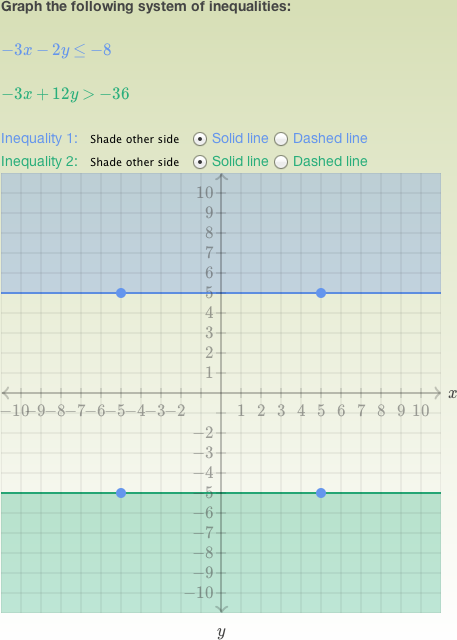 Graph the following system of inequalities:
−3x − 2y ≤ −8
−3x + 12y > −36
Inequality 1: Shade other side Solid line Dashed line
Inequality 2: Shade other side Solid line Dashed line
10
9
8
7
6
5
4
3
2
1
x
−10 −9 −8 −7 −6 −5 −4 −3 −2 1 2 3 4 5 6 7 8 9 10
−2
−3
−4
−5
−6
−7
−8
−9
−10
y